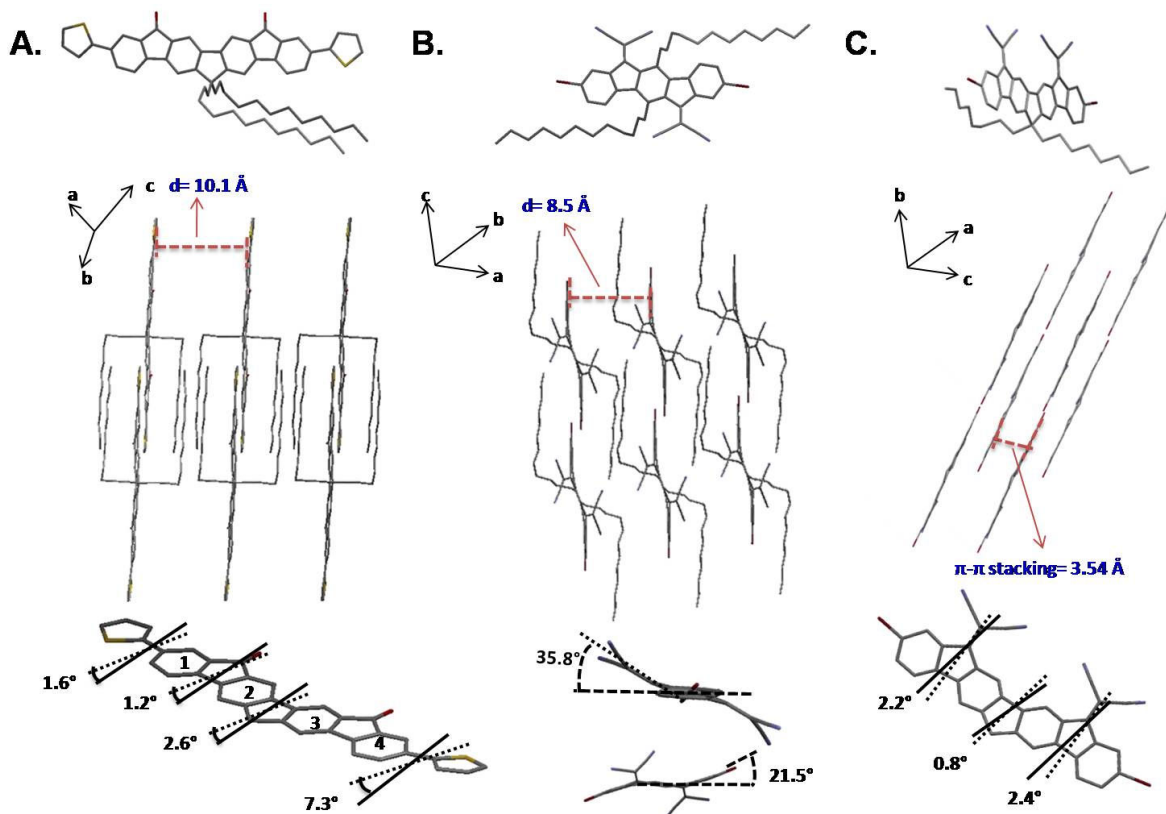 A.
B.
C.
a
c
b
d= 10.1 Å
c
b
a
d= 8.5 Å
b
a
c
π-π stacking= 3.54 Å
1
2
3
4
1.6°
1.2°
2.6°
7.3°
35.8°
21.5°
2.2°
0.8°
2.4°